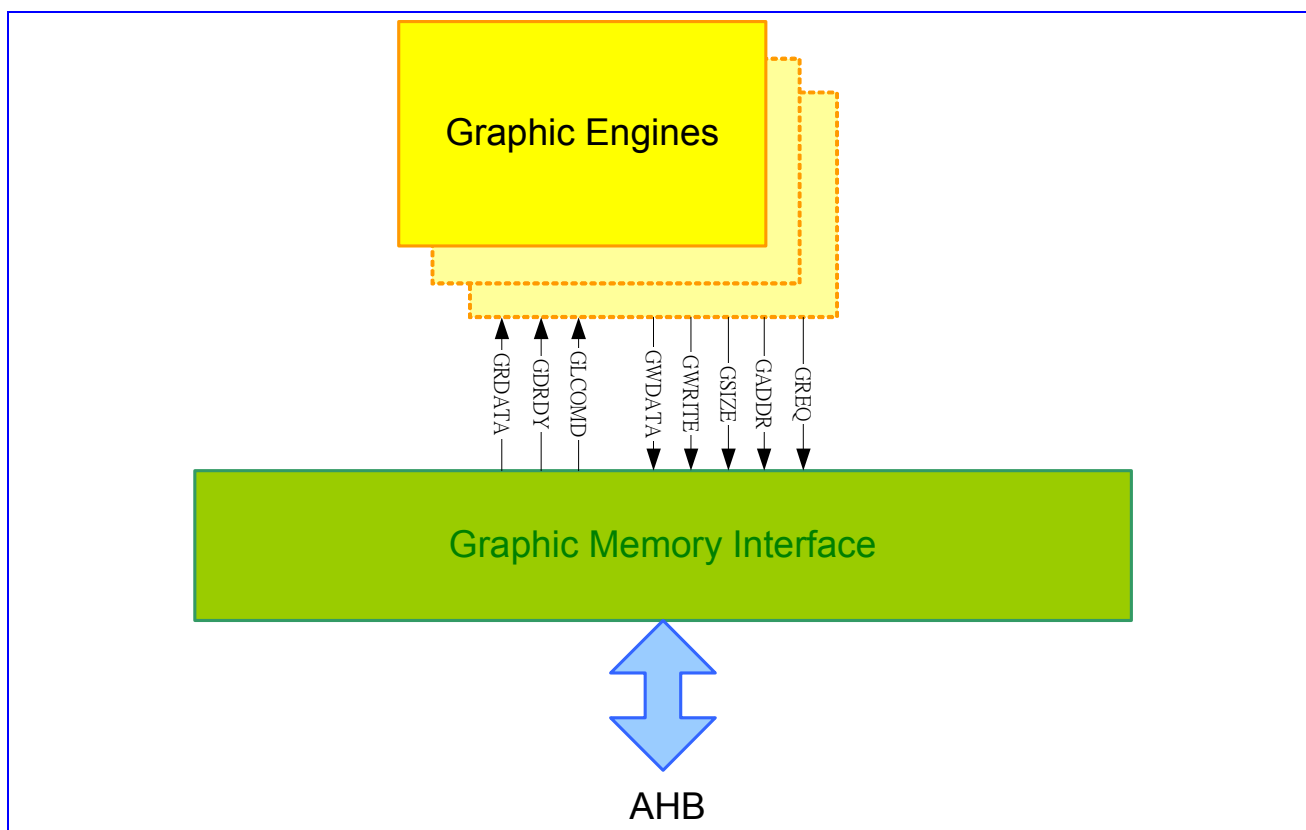 Graphic Engines
GRDATA
GDRDY
GLCOMD
GWDATA
GWRITE
GSIZE
GADDR
GREQ
Graphic Memory Interface
AHB